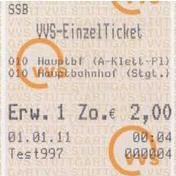 SSB
VVS-EinzelTicket
010 Hauptbf (A-Klett-Pl)
010 Hauptbahnhof (Stgt.)
Erw. 1 Zo.€ 2,00
01.01.11 00:04
Test997 000004